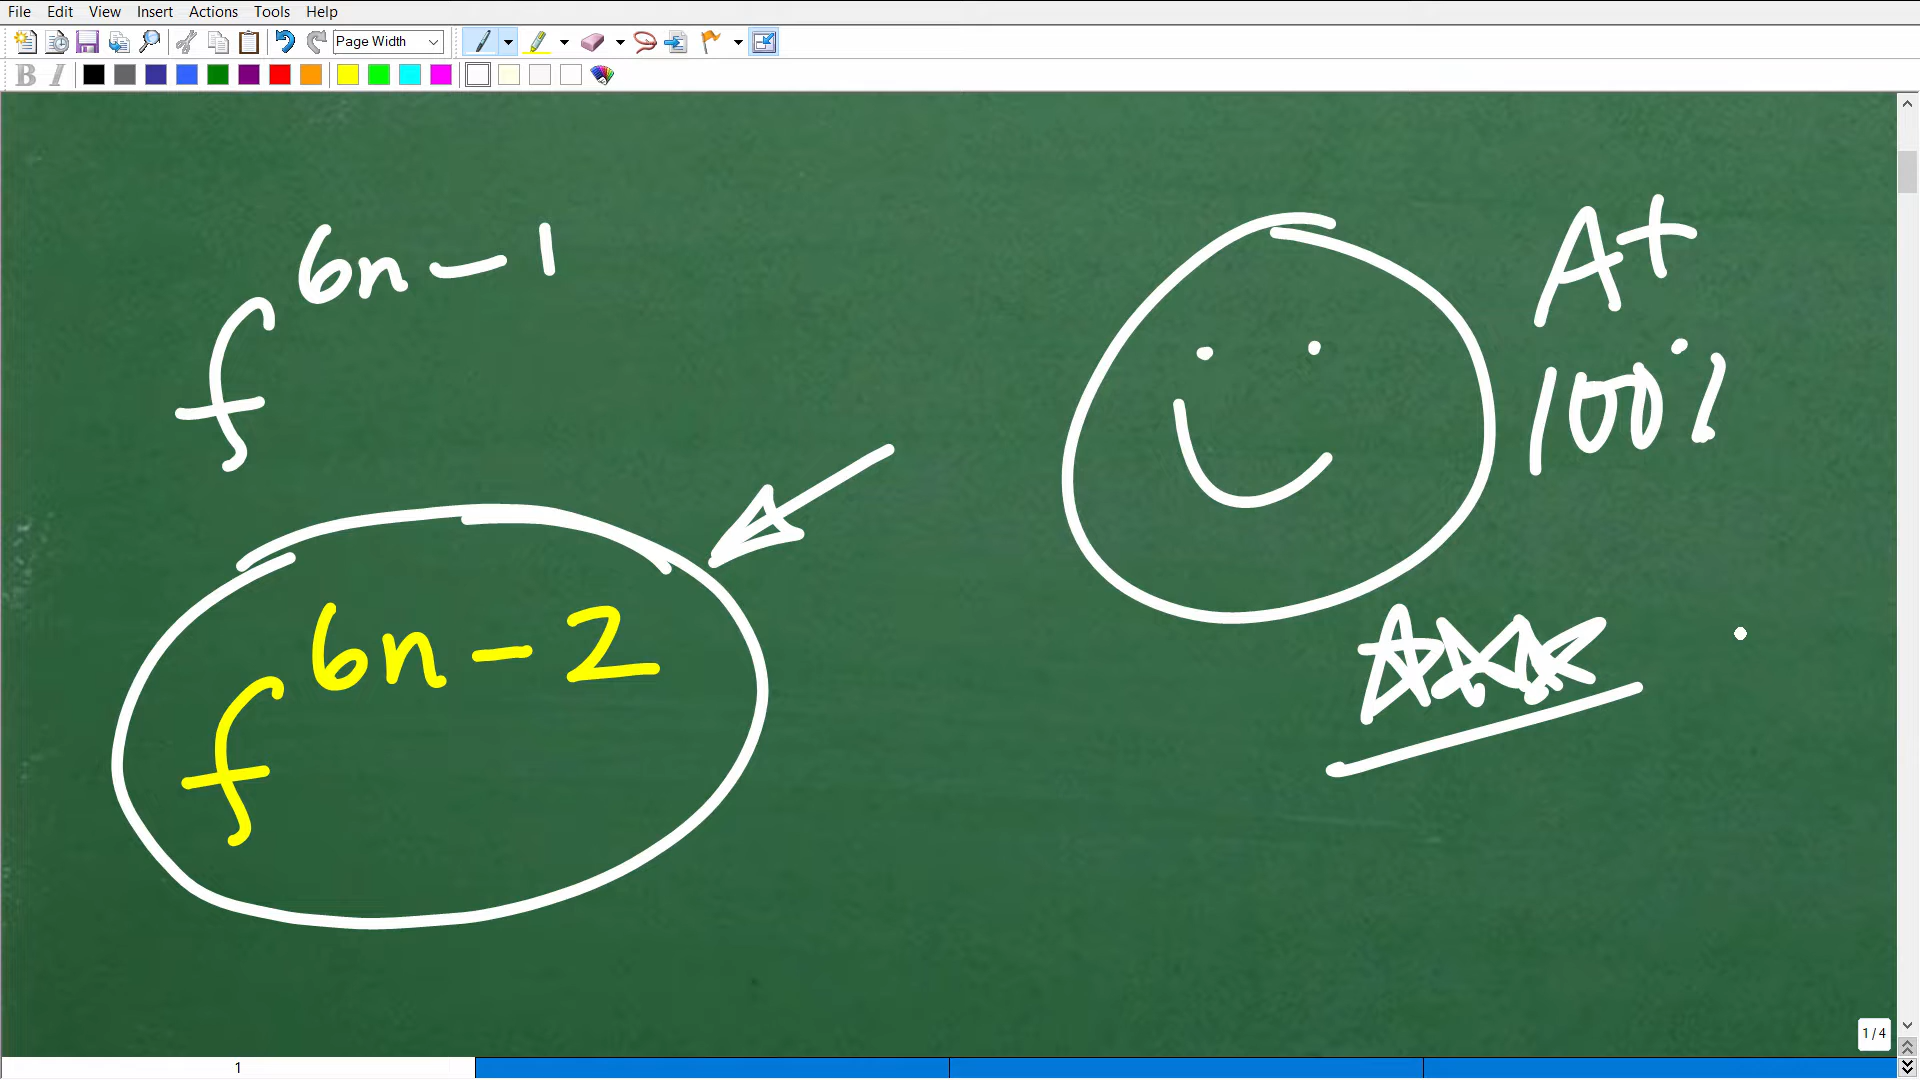 File Edit View Insert Actions Tools Help
Page Width
B I
f^6n-1
A+
100%
f^6n-2
1 / 4
1